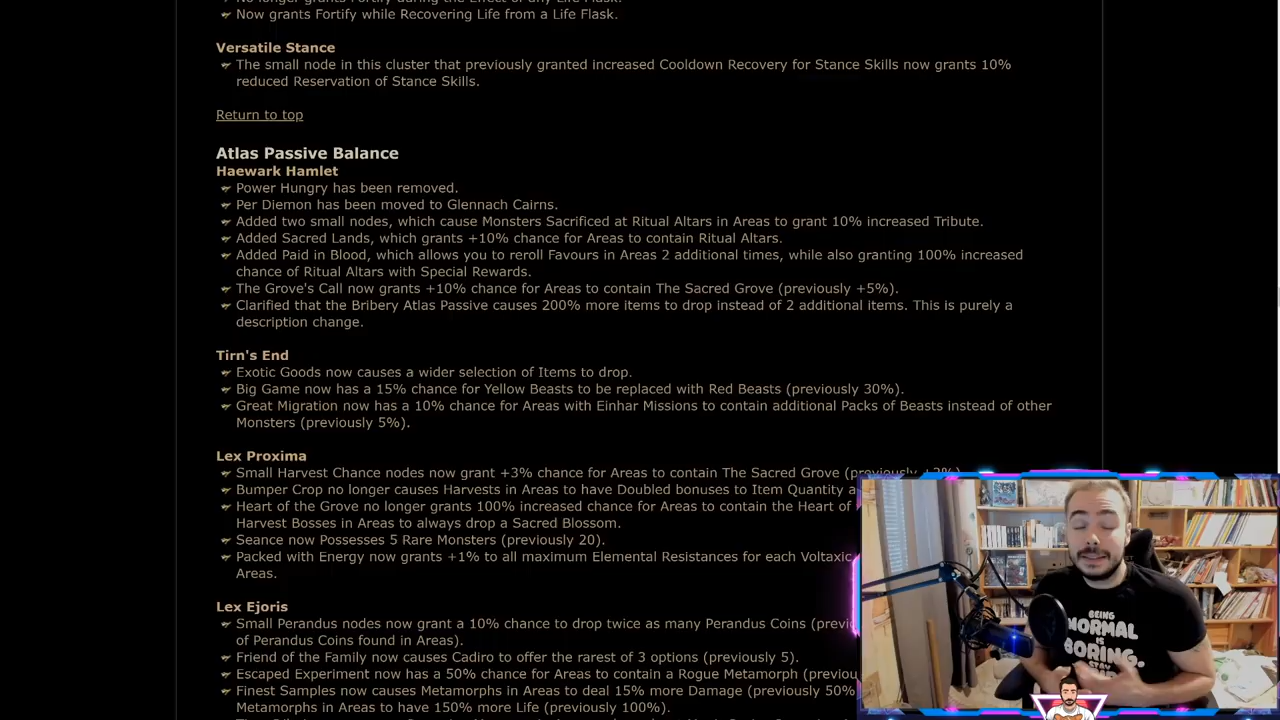 Now grants Fortify while Recovering Life from a Life Flask.
Versatile Stance
The small node in this cluster that previously granted increased Cooldown Recovery for Stance Skills now grants 10%
reduced Reservation of Stance Skills.
Return to top
Atlas Passive Balance
Haewark Hamlet
Power Hungry has been removed.
Per Diemon has been moved to Glennach Cairns.
Added two small nodes, which cause Monsters Sacrificed at Ritual Altars in Areas to grant 10% increased Tribute.
Added Sacred Lands, which grants +10% chance for Areas to contain Ritual Altars.
Added Paid in Blood, which allows you to reroll Favours in Areas 2 additional times, while also granting 100% increased
chance of Ritual Altars with Special Rewards.
The Grove's Call now grants +10% chance for Areas to contain The Sacred Grove (previously +5%).
Clarified that the Bribery Atlas Passive causes 200% more items to drop instead of 2 additional items. This is purely a
description change.
Tirn's End
Exotic Goods now causes a wider selection of Items to drop.
Big Game now has a 15% chance for Yellow Beasts to be replaced with Red Beasts (previously 30%).
Great Migration now has a 10% chance for Areas with Einhar Missions to contain additional Packs of Beasts instead of other
Monsters (previously 5%).
Lex Proxima
Small Harvest Chance nodes now grant +3% chance for Areas to contain The Sacred Grove (previously +2%).
Bumper Crop no longer causes Harvests in Areas to have Doubled bonuses to Item Quantity a
Heart of the Grove no longer grants 100% increased chance for Areas to contain the Heart of
Harvest Bosses in Areas to always drop a Sacred Blossom.
Seance now Possesses 5 Rare Monsters (previously 20).
Packed with Energy now grants +1% to all maximum Elemental Resistances for each Voltaxic
Areas.
Lex Ejoris
Small Perandus nodes now grant a 10% chance to drop twice as many Perandus Coins (previ
of Perandus Coins found in Areas).
Friend of the Family now causes Cadiro to offer the rarest of 3 options (previously 5).
Escaped Experiment now has a 50% chance for Areas to contain a Rogue Metamorph (previou
Finest Samples now causes Metamorphs in Areas to deal 15% more Damage (previously 50%
Metamorphs in Areas to have 150% more Life (previously 100%).
BEING
NORMAL
IS
BORING.
STAY